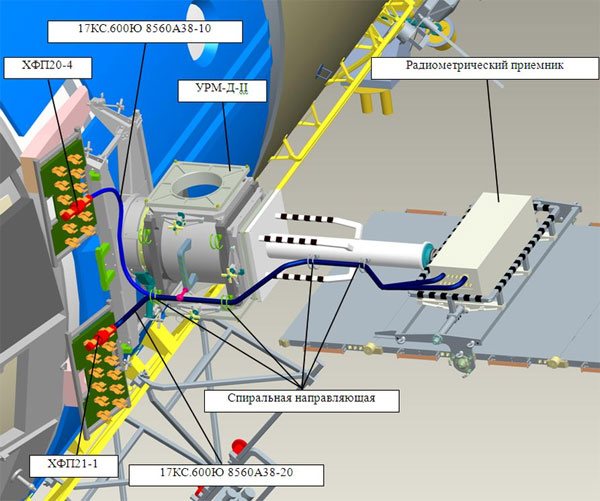 17КС.600Ю 8560А38-10
ХФП20-4
УРМ-Д-II
Радиометрический приемник
Спиральная направляющая
ХФП21-1
17КС.600Ю 8560А38-20